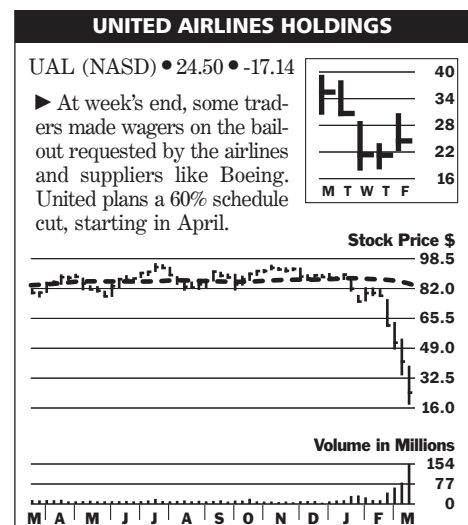 UNITED AIRLINES HOLDINGS
UAL (NASD) ● 24.50 ● -17.14
► At week's end, some trad-
ers made wagers on the bail-
out requested by the airlines
and suppliers like Boeing.
United plans a 60% schedule
cut, starting in April.
40
34
28
22
16
M T W T F
Stock Price $
98.5
82.0
65.5
49.0
32.5
16.0
Volume in Millions
154
77
0
M A M J J A S O N D J F M